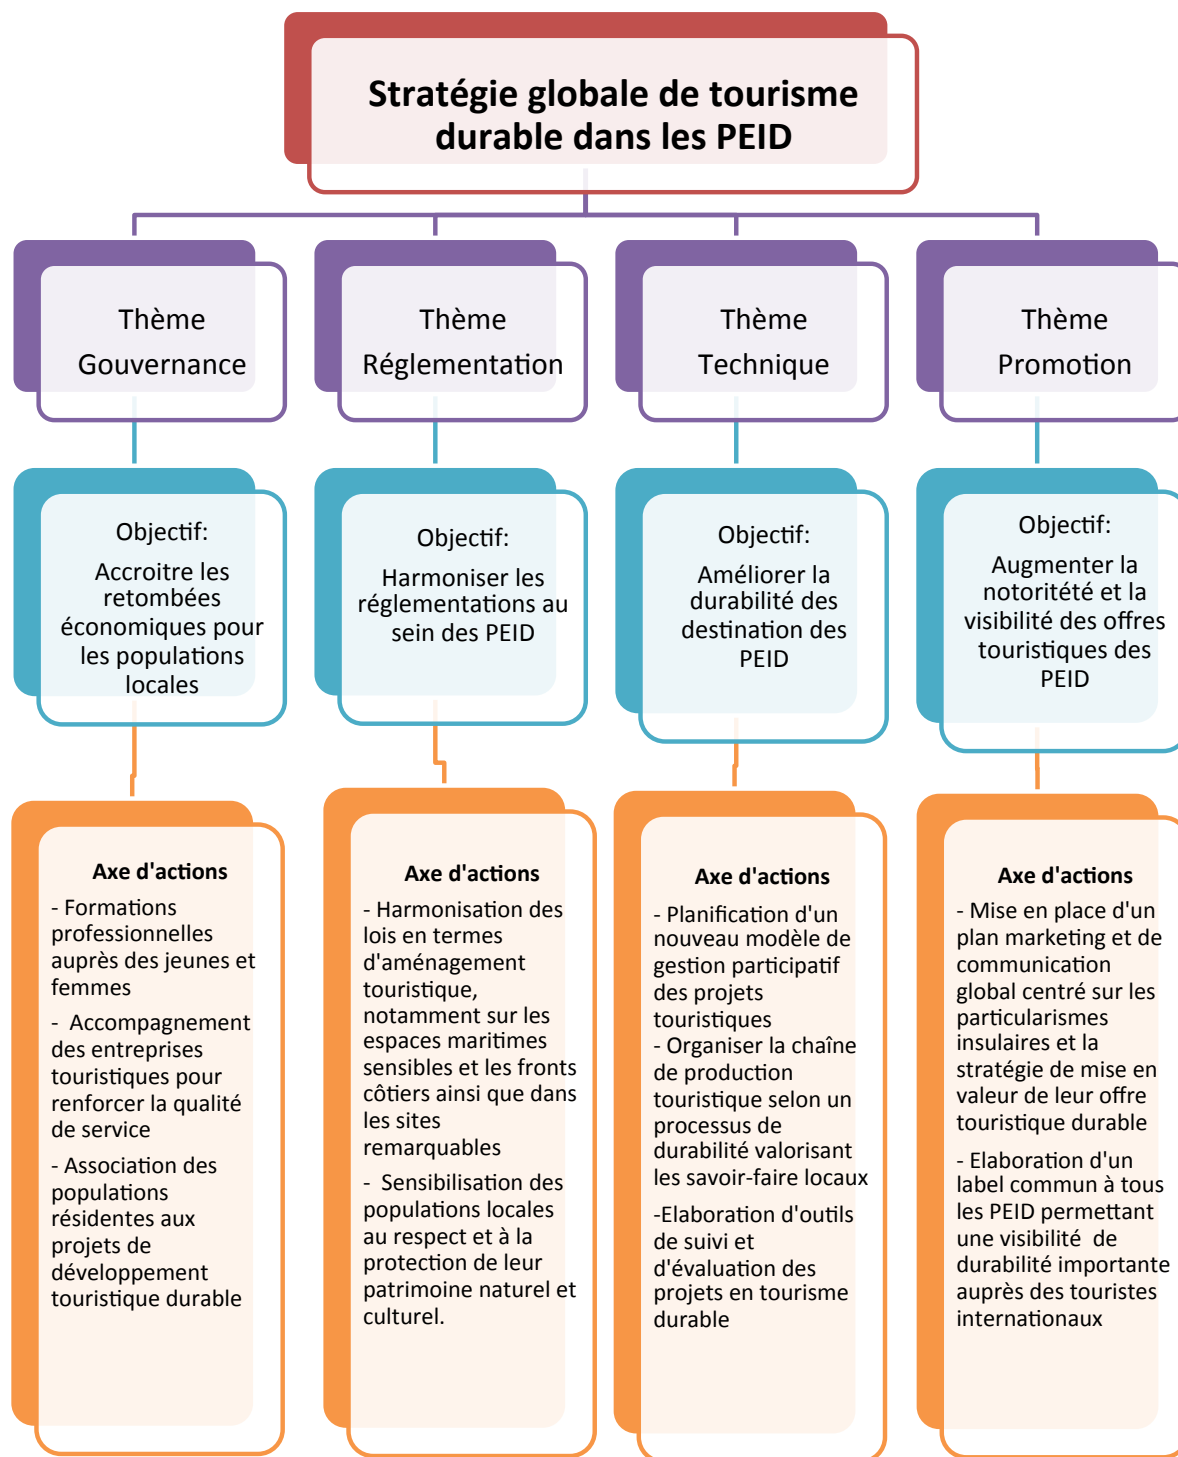 Stratégie globale de tourisme
durable dans les PEID
Thème
Gouvernance
Thème
Réglementation
Thème
Technique
Thème
Promotion
Objectif:
Accroitre les
retombées
économiques pour
les populations
locales
Objectif:
Harmoniser les
réglementations au
sein des PEID
Objectif:
Améliorer la
durabilité des
destination des
PEID
Objectif:
Augmenter la
notoritété et la
visibilité des offres
touristiques des
PEID
Axe d'actions
- Formations
professionnelles
auprès des jeunes et
femmes
- Accompagnement
des entreprises
touristiques pour
renforcer la qualité
de service
- Association des
populations
résidentes aux
projets de
développement
touristique durable
Axe d'actions
- Harmonisation des
lois en termes
d'aménagement
touristique,
notamment sur les
espaces maritimes
sensibles et les fronts
côtiers ainsi que dans
les sites
remarquables
- Sensibilisation des
populations locales
au respect et à la
protection de leur
patrimoine naturel et
culturel.
Axe d'actions
- Planification d'un
nouveau modèle de
gestion participatif
des projets
touristiques
- Organiser la chaîne
de production
touristique selon un
processus de
durabilité valorisant
les savoir-faire locaux
-Elaboration d'outils
de suivi et
d'évaluation des
projets en tourisme
durable
Axe d'actions
- Mise en place d'un
plan marketing et de
communication
global centré sur les
particularismes
insulaires et la
stratégie de mise en
valeur de leur offre
touristique durable
- Elaboration d'un
label commun à tous
les PEID permettant
une visibilité de
durabilité importante
auprès des touristes
internationaux